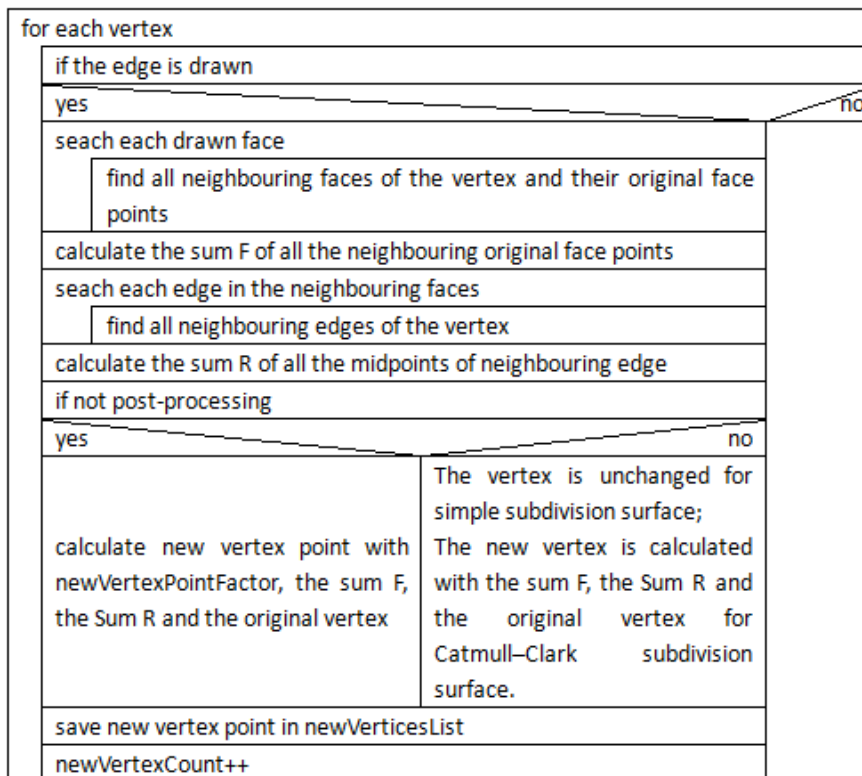 for each vertex
if the edge is drawn
yes
no
seach each drawn face
find all neighbouring faces of the vertex and their original face
points
calculate the sum F of all the neighbouring original face points
seach each edge in the neighbouring faces
find all neighbouring edges of the vertex
calculate the sum R of all the midpoints of neighbouring edge
if not post-processing
yes
no
calculate new vertex point with
newVertexPointFactor, the sum F,
the Sum R and the original vertex
The vertex is unchanged for
simple subdivision surface;
The new vertex is calculated
with the sum F, the Sum R and
the original vertex for
Catmull–Clark subdivision
surface.
save new vertex point in newVerticesList
newVertexCount++